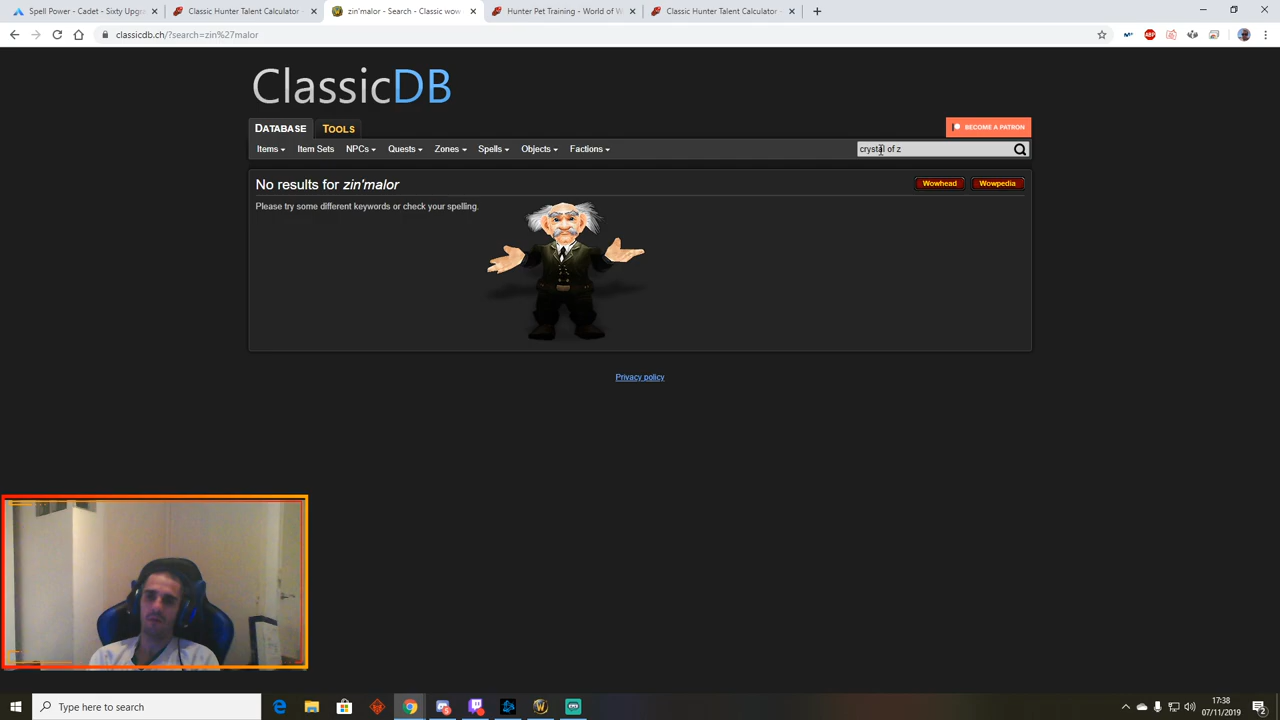 Spell Power - Cadet - Sixty Upgra
Classic Hunter Talent Calculator -
zin'malor - Search - Classic wow
Hunter Pet Training - World of W
Classic Hunter Talent Calculator -
classicdb.ch/?search=zin%27malor
ABP
ClassicDB
DATABASE
TOOLS
BECOME A PATRON
Items
Item Sets
NPCs
Quests
Zones
Spells
Objects
Factions
crystal of z
No results for zin'malor
Wowhead
Wowpedia
Please try some different keywords or check your spelling.
Privacy policy
Type here to search
17:38
07/11/2019
2